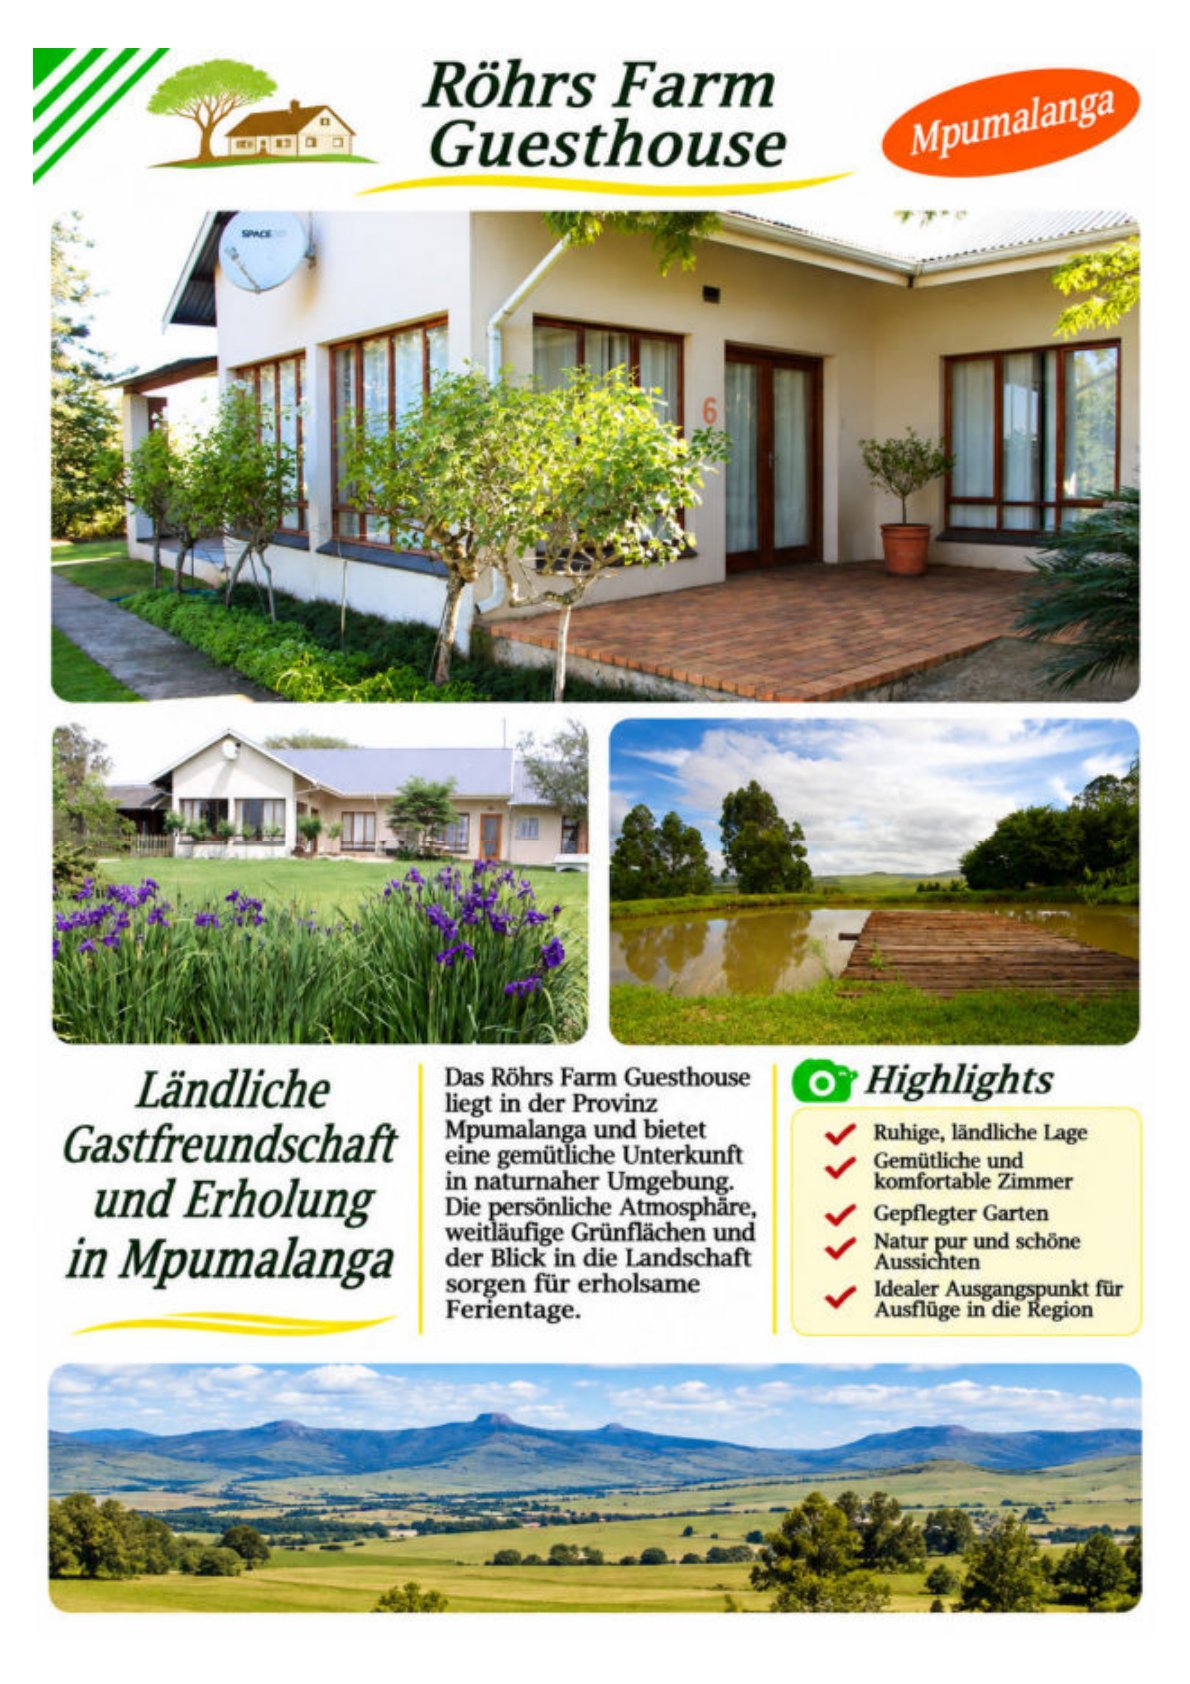 Röhrs Farm
Guesthouse
Mpumalanga
SPACE
6
Ländliche
Gastfreundschaft
und Erholung
in Mpumalanga
Das Röhrs Farm Guesthouse
liegt in der Provinz
Mpumalanga und bietet
eine gemütliche Unterkunft
in naturnaher Umgebung.
Die persönliche Atmosphäre,
weitläufige Grünflächen und
der Blick in die Landschaft
sorgen für erholsame
Ferientage.
Highlights
Ruhige, ländliche Lage
Gemütliche und
komfortable Zimmer
Gepflegter Garten
Natur pur und schöne
Aussichten
Idealer Ausgangspunkt für
Ausflüge in die Region